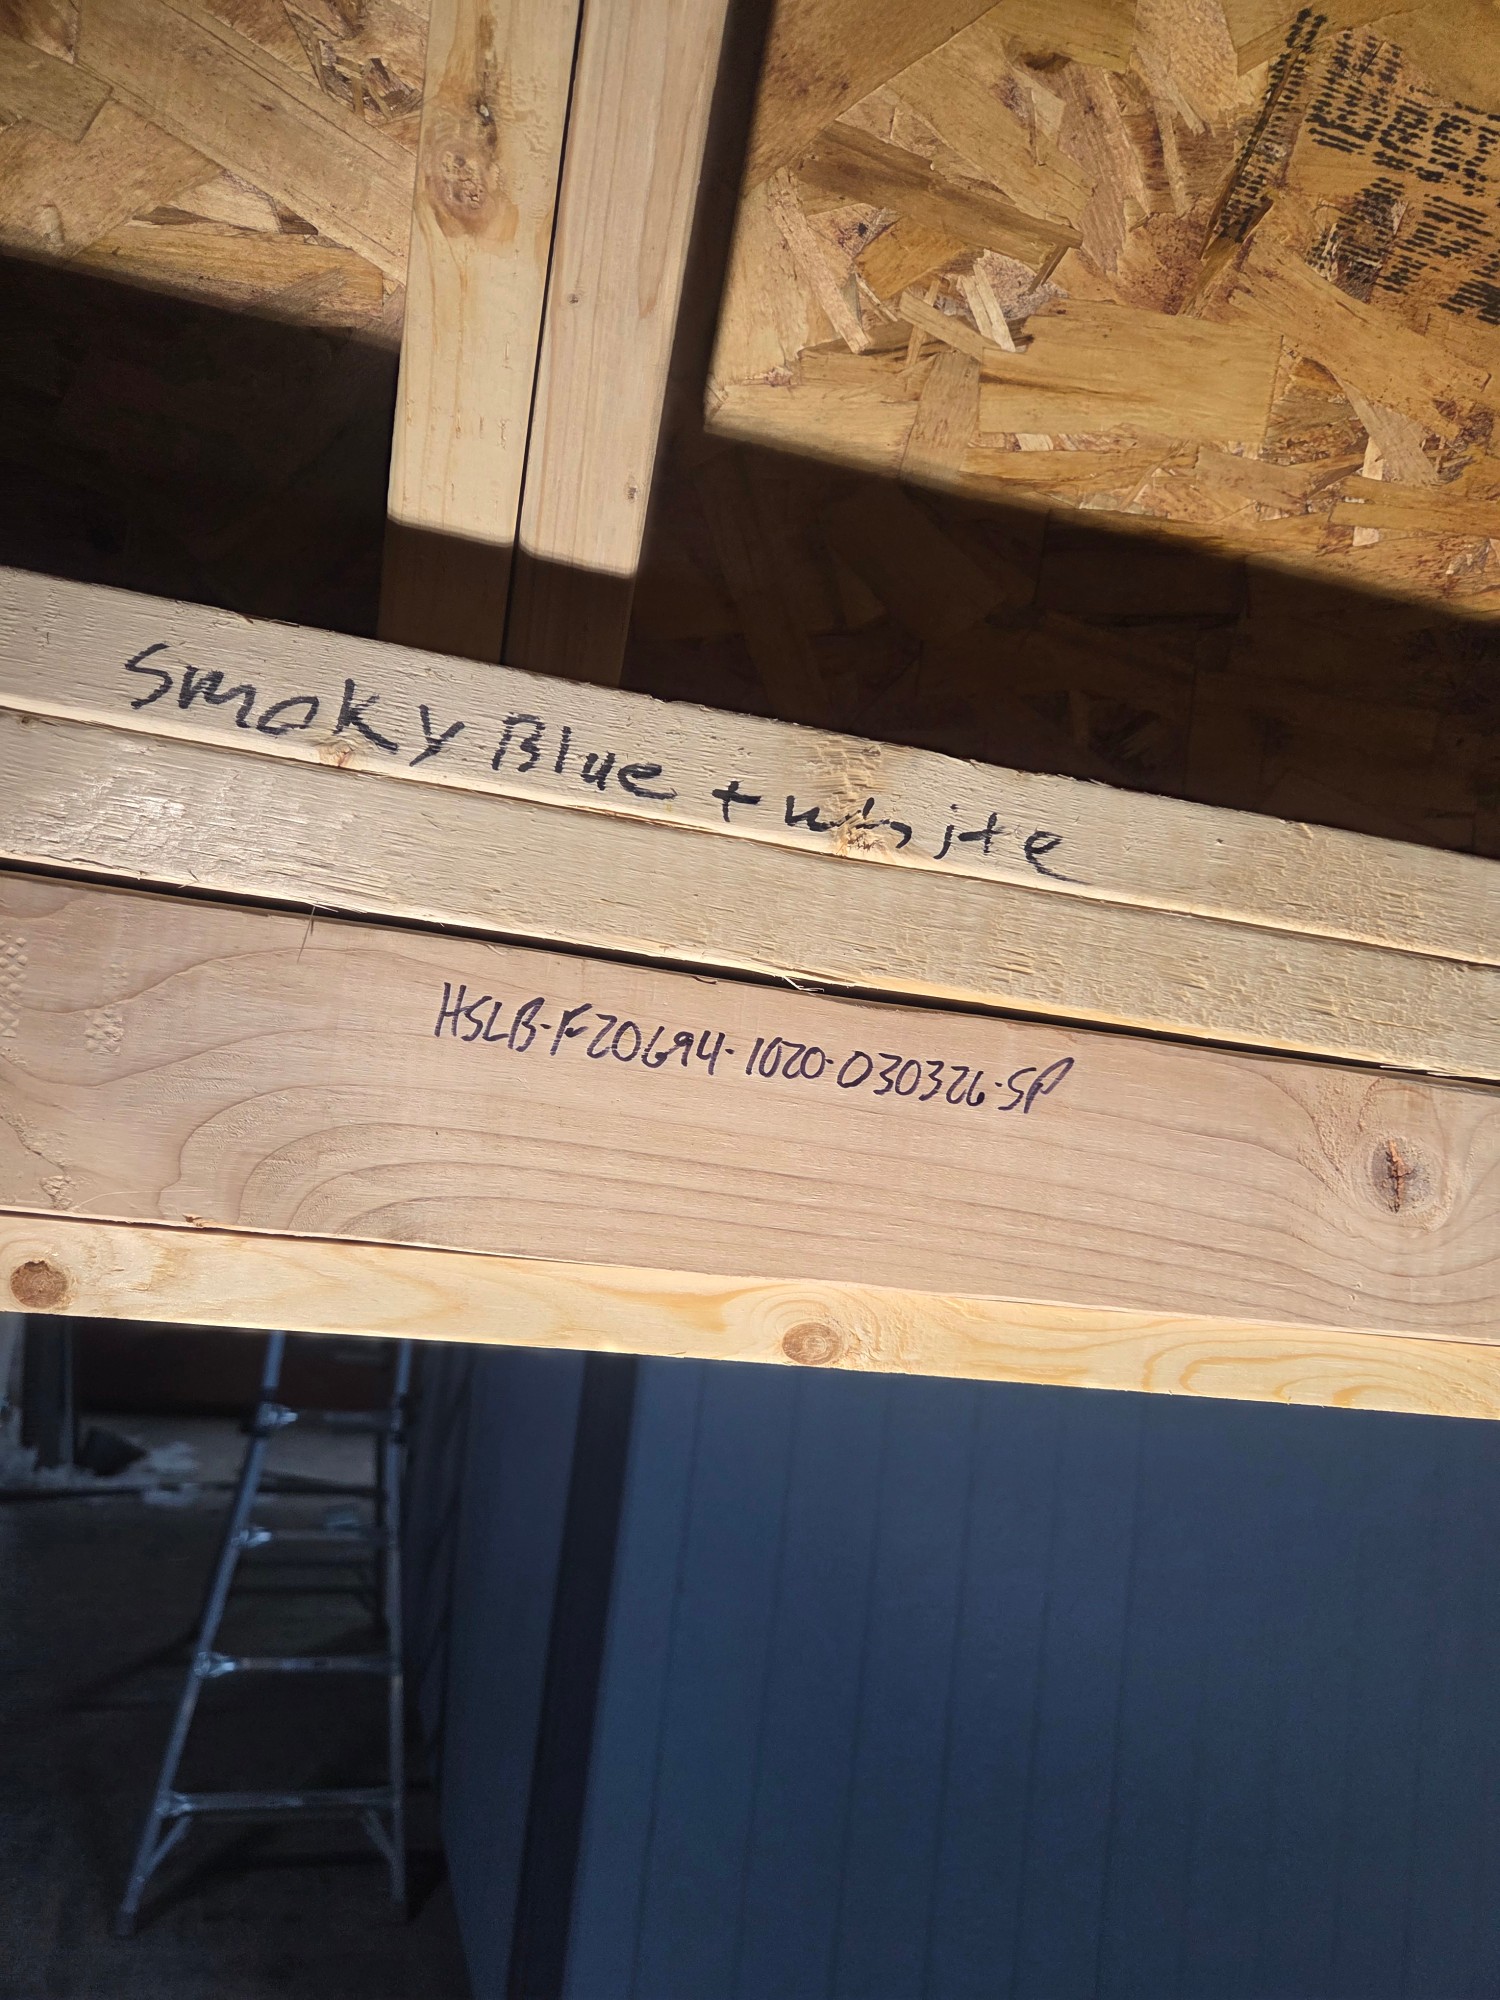 Smoky Blue + white
HSLB-F20694-1020-030326-SP